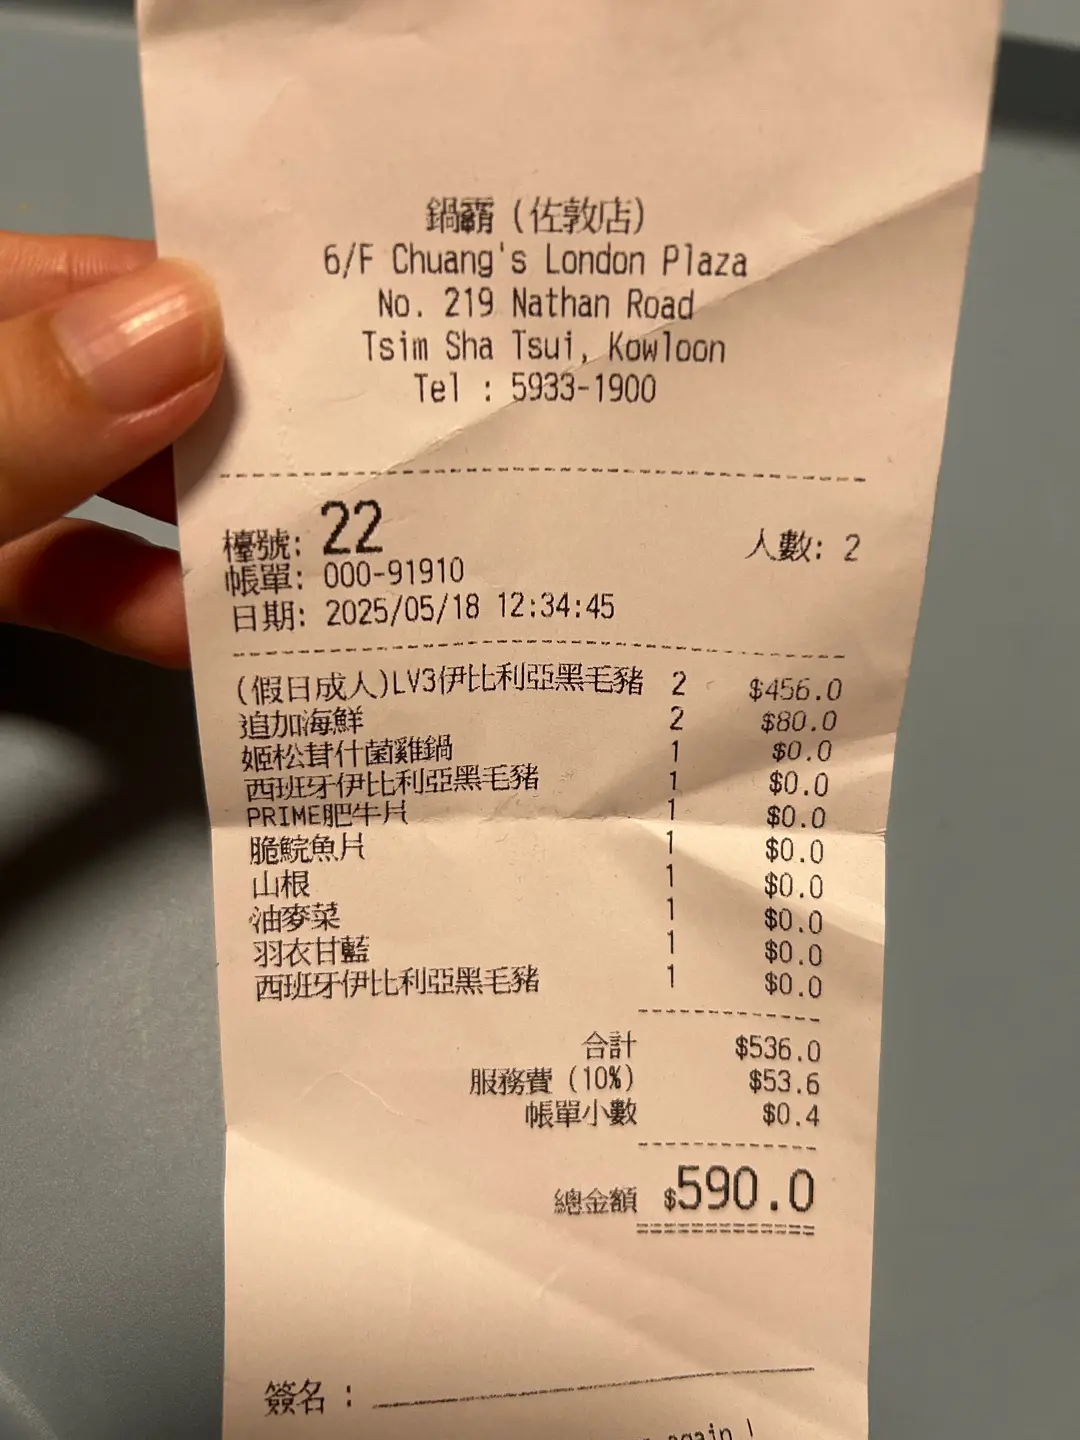 鍋霸 (佐敦店)
6/F Chuang's London Plaza
No. 219 Nathan Road
Tsim Sha Tsui, Kowloon
Tel : 5933-1900
檯號: 22 人數: 2
帳單: 000-91910
日期: 2025/05/18 12:34:45
(假日成人)LV3伊比利亞黑毛豬 2 $456.0
追加海鮮 2 $80.0
姬松茸什菌雞鍋 1 $0.0
西班牙伊比利亞黑毛豬 1 $0.0
PRIME肥牛片 1 $0.0
脆鯇魚片 1 $0.0
山根 1 $0.0
油麥菜 1 $0.0
羽衣甘藍 1 $0.0
西班牙伊比利亞黑毛豬 1 $0.0
合計 $536.0
服務費 (10%) $53.6
帳單小數 $0.4
總金額 $590.0
簽名 :
again !